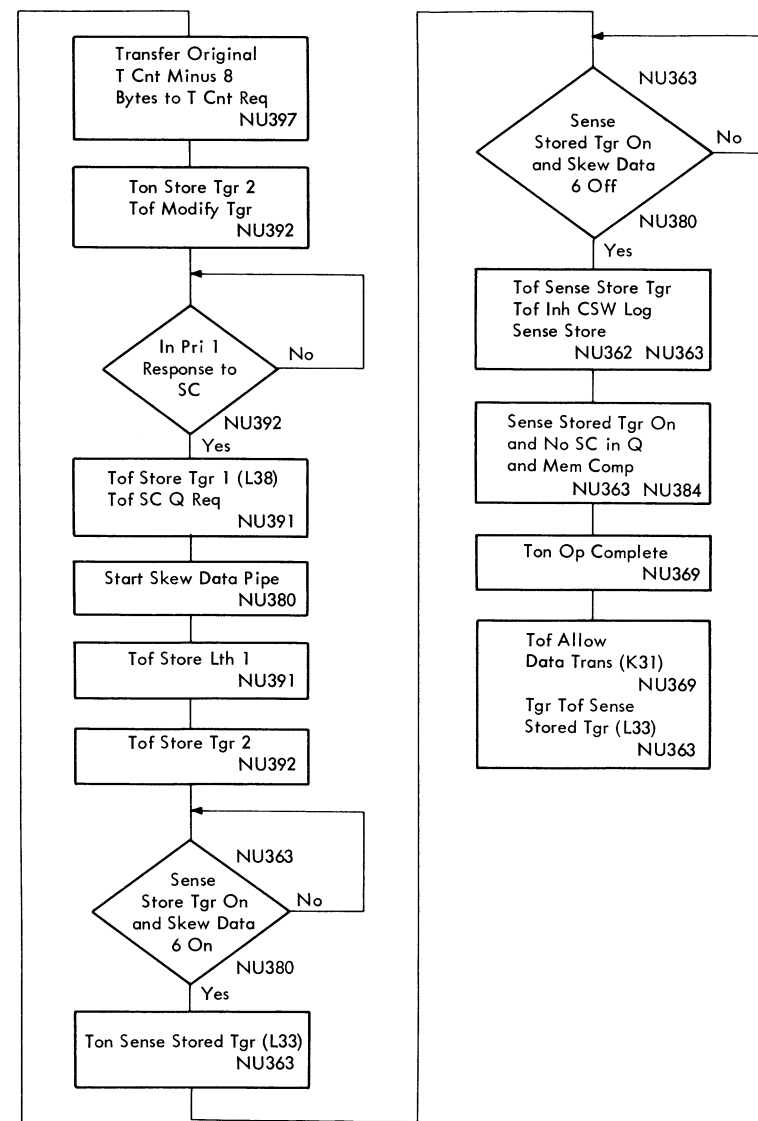 Transfer Original
T Cnt Minus 8
Bytes to T Cnt Req
NU397
Ton Store Tgr 2
Tof Modify Tgr
NU392
In Pri 1
Response to
SC
No
NU392
Yes
Tof Store Tgr 1 (L38)
Tof SC Q Req
NU391
Start Skew Data Pipe
NU380
Tof Store Lth 1
NU391
Tof Store Tgr 2
NU392
NU363
Sense
Store Tgr On
and Skew Data
6 On
No
NU380
Yes
Ton Sense Stored Tgr (L33)
NU363
NU363
Sense
Stored Tgr On
and Skew Data
6 Off
No
NU380
Yes
Tof Sense Store Tgr
Tof Inh CSW Log
Sense Store
NU362 NU363
Sense Stored Tgr On
and No SC in Q
and Mem Comp
NU363 NU384
Ton Op Complete
NU369
Tof Allow
Data Trans (K31)
NU369
Tgr Tof Sense
Stored Tgr (L33)
NU363